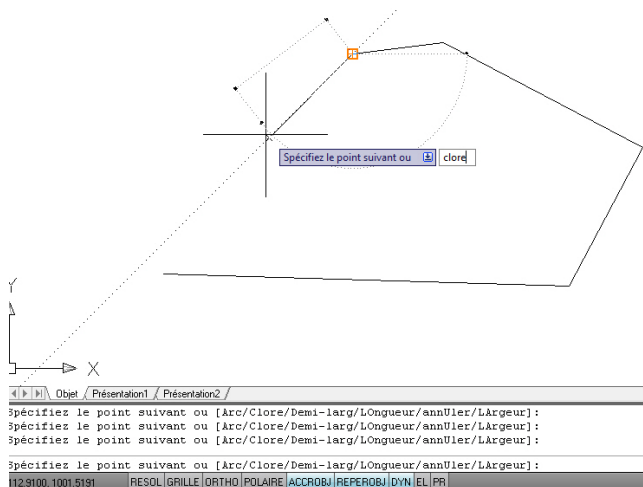 Spécifiez le point suivant ou clore
Y
X
Objet Présentation1 Présentation2
Spécifiez le point suivant ou [Arc/Clore/Demi-larg/LOngueur/annUler/LArgeur]:
Spécifiez le point suivant ou [Arc/Clore/Demi-larg/LOngueur/annUler/LArgeur]:
Spécifiez le point suivant ou [Arc/Clore/Demi-larg/LOngueur/annUler/LArgeur]:
Spécifiez le point suivant ou [Arc/Clore/Demi-larg/LOngueur/annUler/LArgeur]:
112.9100, 1001.5191 RESOL GRILLE ORTHO POLAIRE ACCROBJ REPEROBJ DYN EL PR